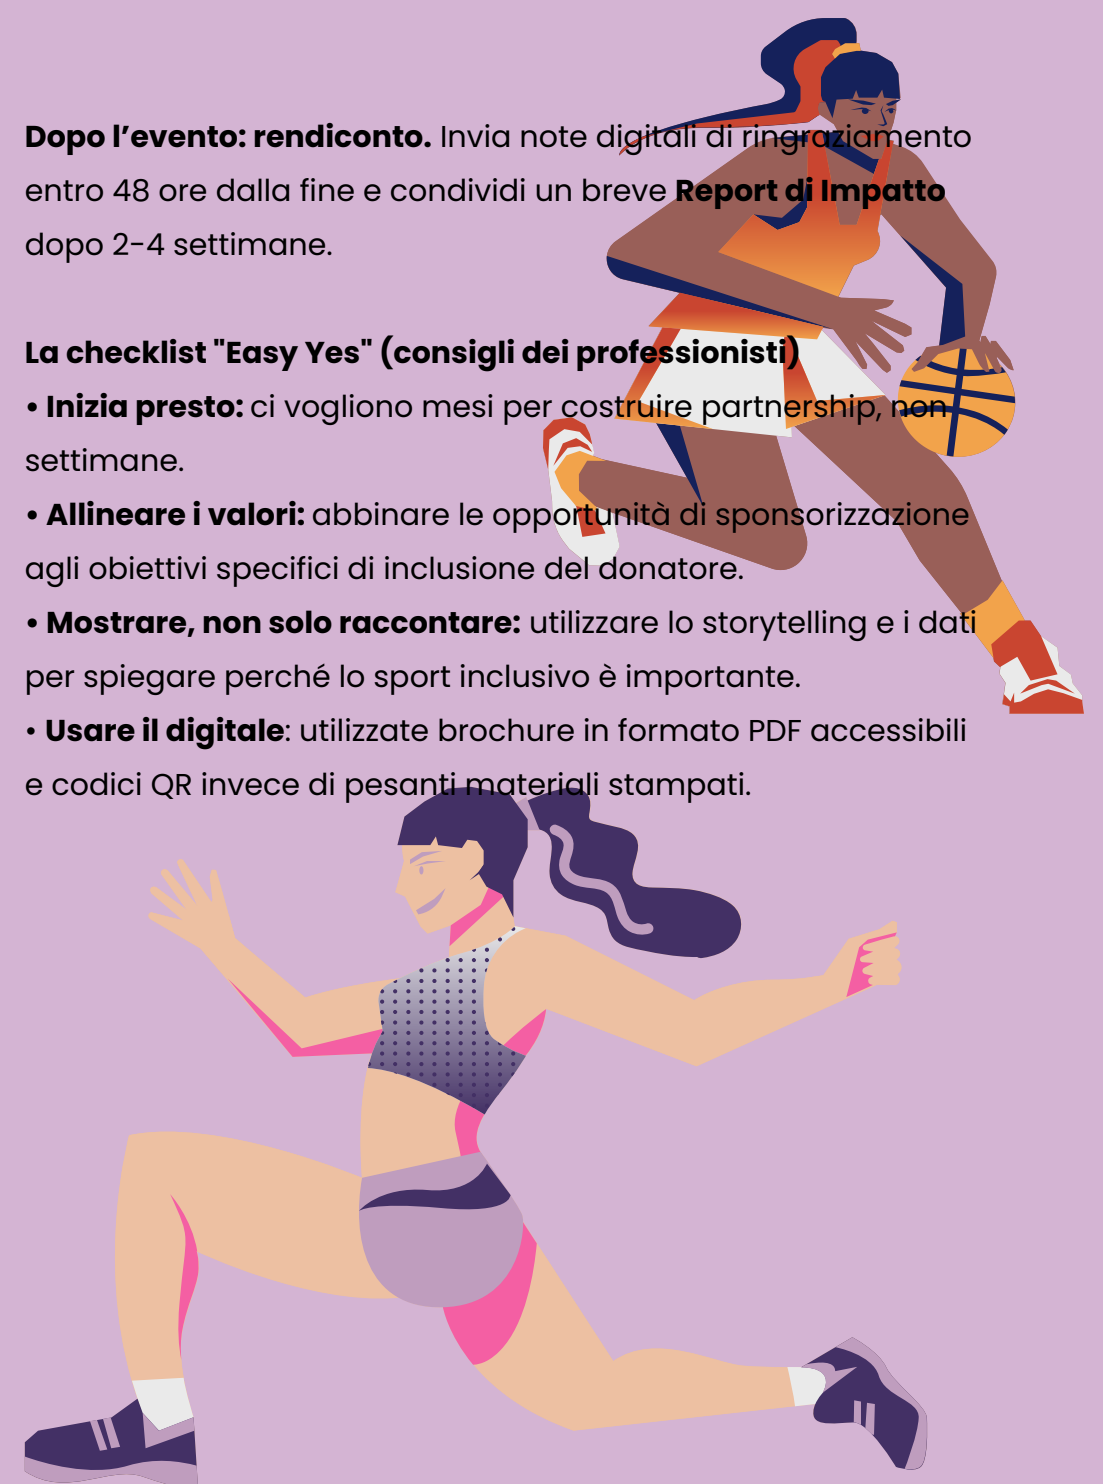 Dopo l’evento: rendiconto. Invia note digitali di ringraziamento
entro 48 ore dalla fine e condividi un breve Report di Impatto
dopo 2-4 settimane.
La checklist "Easy Yes" (consigli dei professionisti)
• Inizia presto: ci vogliono mesi per costruire partnership, non
settimane.
• Allineare i valori: abbinare le opportunità di sponsorizzazione
agli obiettivi specifici di inclusione del donatore.
• Mostrare, non solo raccontare: utilizzare lo storytelling e i dati
per spiegare perché lo sport inclusivo è importante.
• Usare il digitale: utilizzate brochure in formato PDF accessibili
e codici QR invece di pesanti materiali stampati.